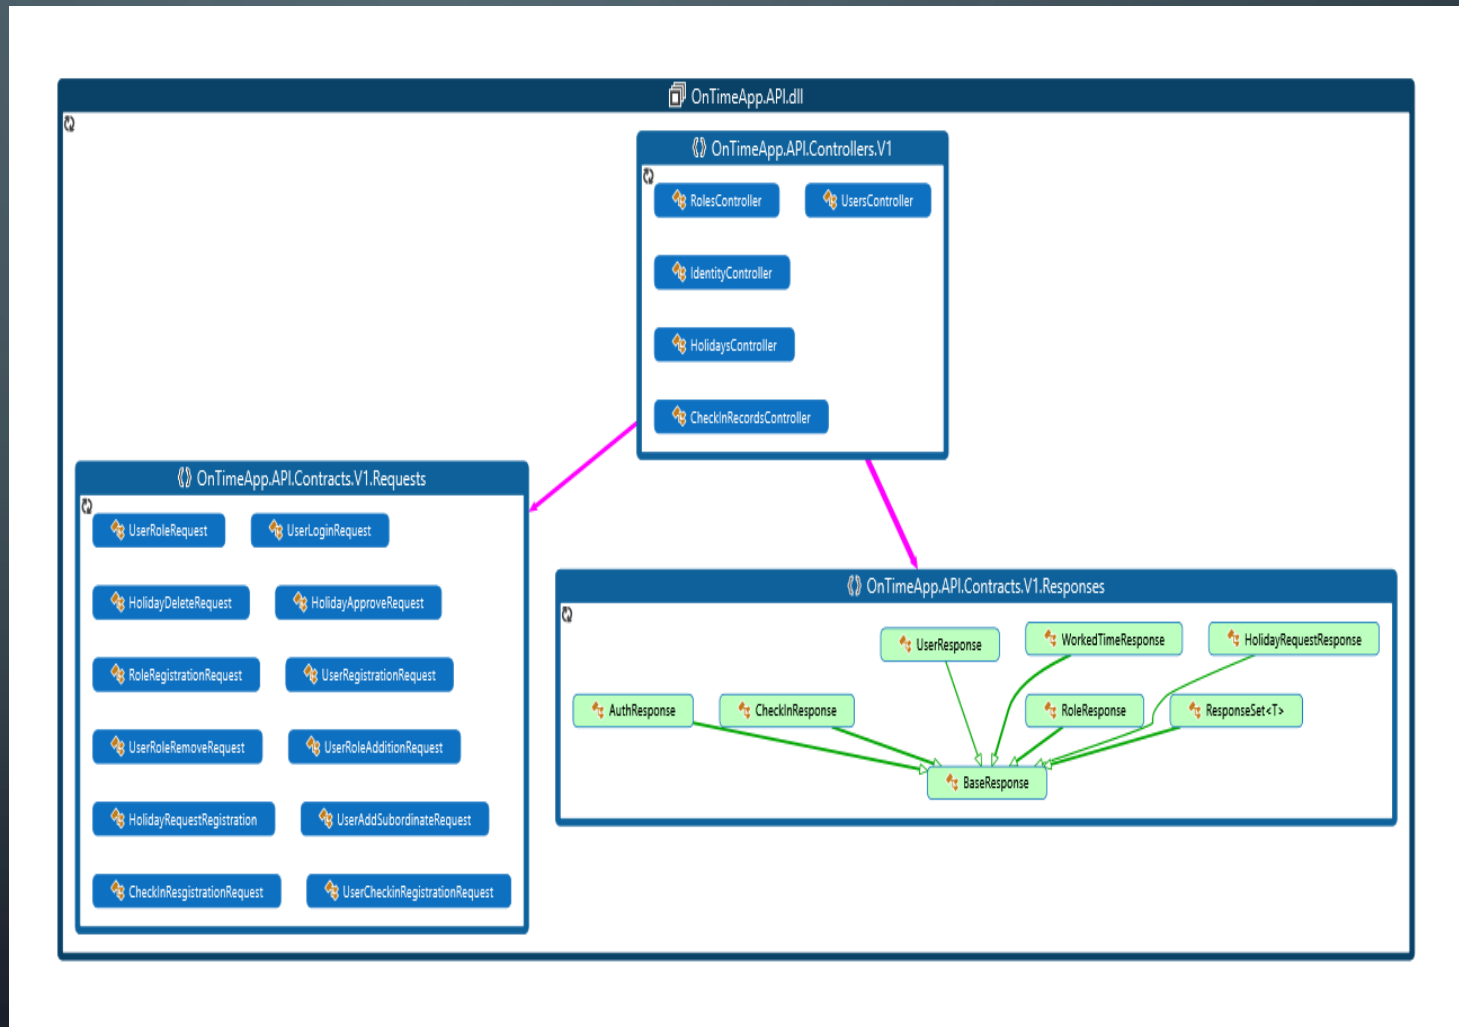 OnTimeApp.API.dll
OnTimeApp.API.Controllers.V1
RolesController
UsersController
IdentityController
HolidaysController
CheckInRecordsController
OnTimeApp.API.Contracts.V1.Requests
UserRoleRequest
UserLoginRequest
HolidayDeleteRequest
HolidayApproveRequest
RoleRegistrationRequest
UserRegistrationRequest
UserRoleRemoveRequest
UserRoleAdditionRequest
HolidayRequestRegistration
UserAddSubordinateRequest
CheckInResgistrationRequest
UserCheckinRegistrationRequest
OnTimeApp.API.Contracts.V1.Responses
UserResponse
WorkedTimeResponse
HolidayRequestResponse
AuthResponse
CheckInResponse
RoleResponse
ResponseSet<T>
BaseResponse